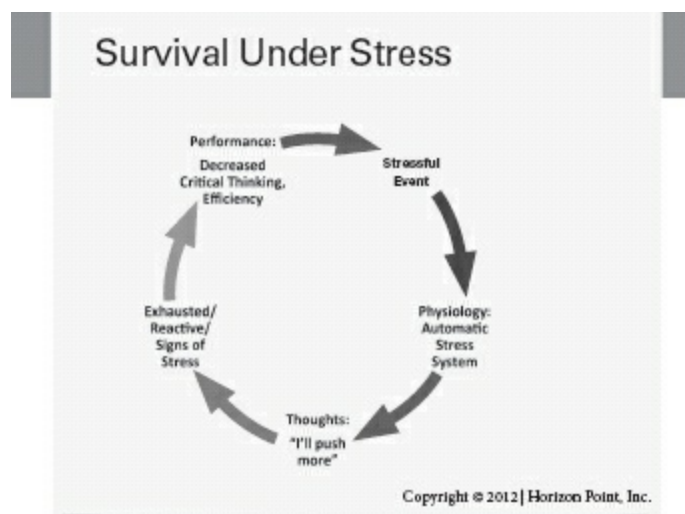 Survival Under Stress
Performance:
Decreased
Critical Thinking,
Efficiency
Stressful
Event
Physiology:
Automatic
Stress
System
Thoughts:
"I'll push
more"
Exhausted/
Reactive/
Signs of
Stress
Copyright © 2012| Horizon Point, Inc.